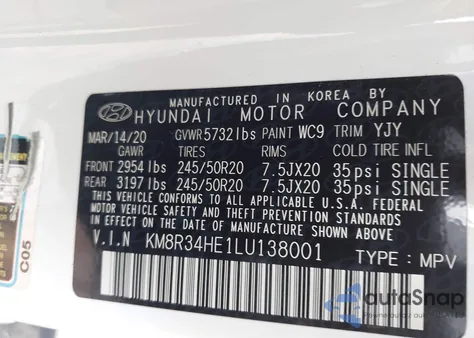 MANUFACTURED IN KOREA BY
HYUNDAI MOTOR COMPANY
MAR/14/20 GVWR 5732 lbs PAINT WC9 TRIM YJY
GAWR TIRES RIMS COLD TIRE INFL
FRONT 2954 lbs 245/50R20 7.5JX20 35psi SINGLE
REAR 3197 lbs 245/50R20 7.5JX20 35psi SINGLE
THIS VEHICLE CONFORMS TO ALL APPLICABLE U.S.A. FEDERAL
MOTOR VEHICLE SAFETY AND THEFT PREVENTION STANDARDS
IN EFFECT ON THE DATE OF MANUFACTURE SHOWN ABOVE.
V.I.N KM8R34HE1LU138001 TYPE : MPV
C05
autoSnap